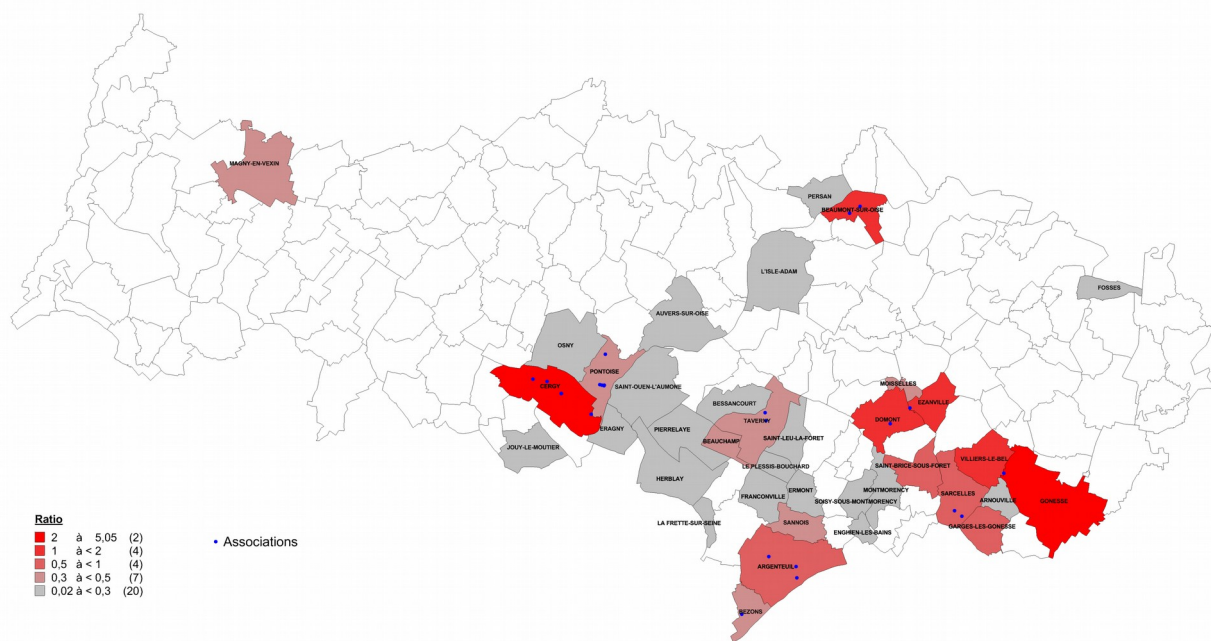 MAGNY-EN-VEXIN
PERSAN
BEAUMONT-SUR-OISE
L'ISLE-ADAM
FOSSES
AUVERS-SUR-OISE
OSNY
PONTOISE
CERGY
SAINT-OUEN-L'AUMONE
MOISSELLES
BESSANCOURT
EZANVILLE
DOMONT
TAVERNY
ERAGNY
PIERRELAYE
BEAUCHAMP
SAINT-LEU-LA-FORET
JOUY-LE-MOUTIER
VILLIERS-LE-BEL
LE PLESSIS-BOUCHARD
SAINT-BRICE-SOUS-FORET
HERBLAY
ERMONT
MONTMORENCY
SARCELLES
GONESSE
FRANCONVILLE
SOISY-SOUS-MONTMORENCY
ARNOUVILLE
LA FRETTE-SUR-SEINE
SANNOIS
ENGHIEN-LES-BAINS
GARGES-LES-GONESSE
ARGENTEUIL
BEZONS
Ratio
2 à 5,05 (2)
1 à < 2 (4)
0,5 à < 1 (4)
0,3 à < 0,5 (7)
0,02 à < 0,3 (20)
Associations